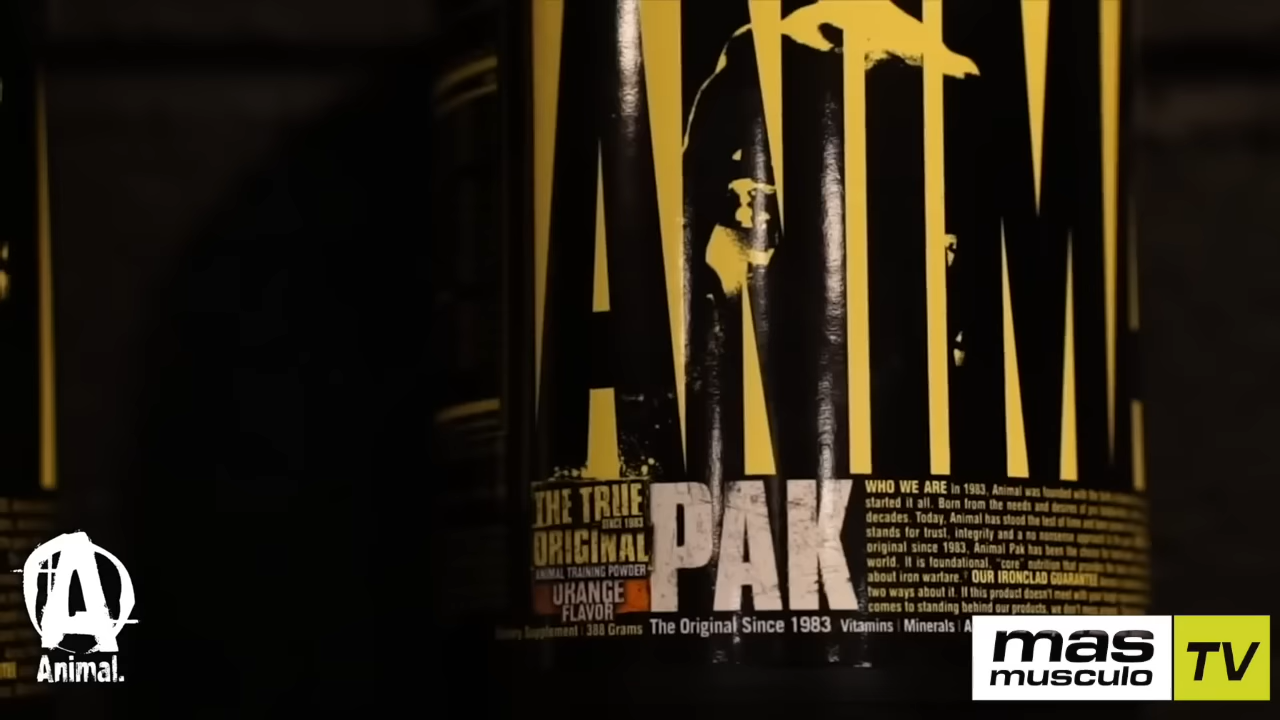 ANIM
THE TRUE
SINCE 1983
ORIGINAL
ANIMAL TRAINING POWDER
ORANGE
FLAVOR
PAK
WHO WE ARE In 1983, Animal was founded with the
started it all. Born from the needs and desires of
decades. Today, Animal has stood the test of time and
stands for trust, integrity and a no nonsense
original since 1983, Animal Pak has been the
world. It is foundational, "core" nutrition that
about iron warfare. OUR IRONCLAD GUARANTEE
two ways about it. If this product doesn't meet with your
comes to standing behind our products, we don't
Supplement | 388 Grams
The Original Since 1983
Vitamins | Minerals | A
A
Animal.
mas
musculo
TV